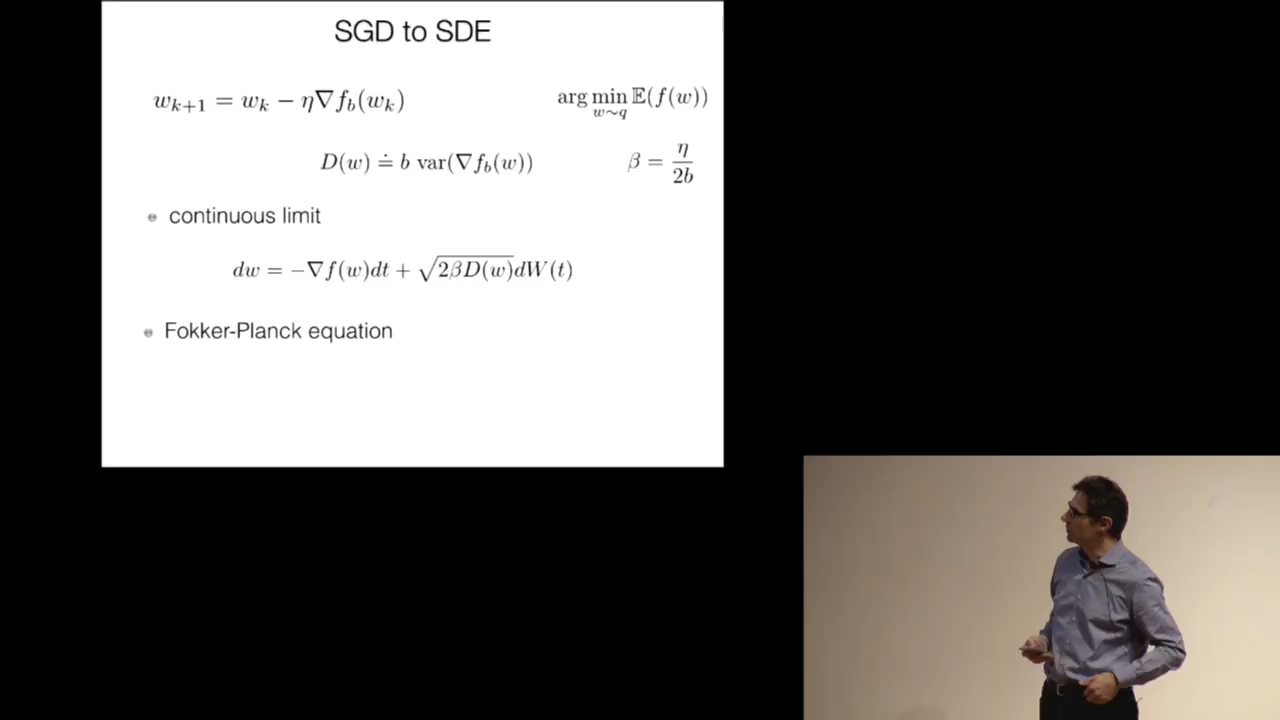 SGD to SDE
w_{k+1} = w_k − η∇f_b(w_k)
arg min_{w∼q} 𝔼(f(w))
D(w) ≐ b var(∇f_b(w))
β = η/2b
continuous limit
dw = −∇f(w)dt + √(2βD(w))dW(t)
Fokker-Planck equation